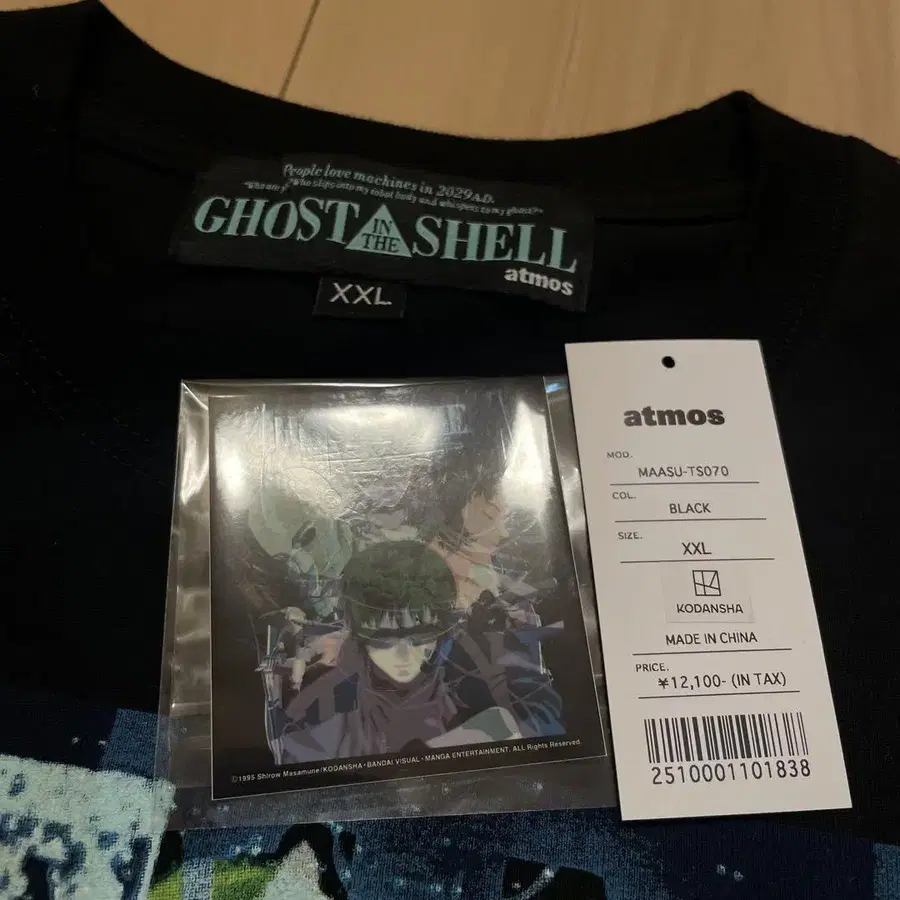 People love machines in 2029 A.D.
"Who are you? Who slips into my robot body and whispers to my ghost?"
GHOST IN THE SHELL
atmos
XXL
atmos
MOD.
MAASU-TS070
COL.
BLACK
SIZE.
XXL
KODANSHA
MADE IN CHINA
PRICE.
¥12,100- (IN TAX)
2510001101838
©1995 Shirow Masamune/KODANSHA・BANDAI VISUAL・MANGA ENTERTAINMENT. ALL Rights Reserved.